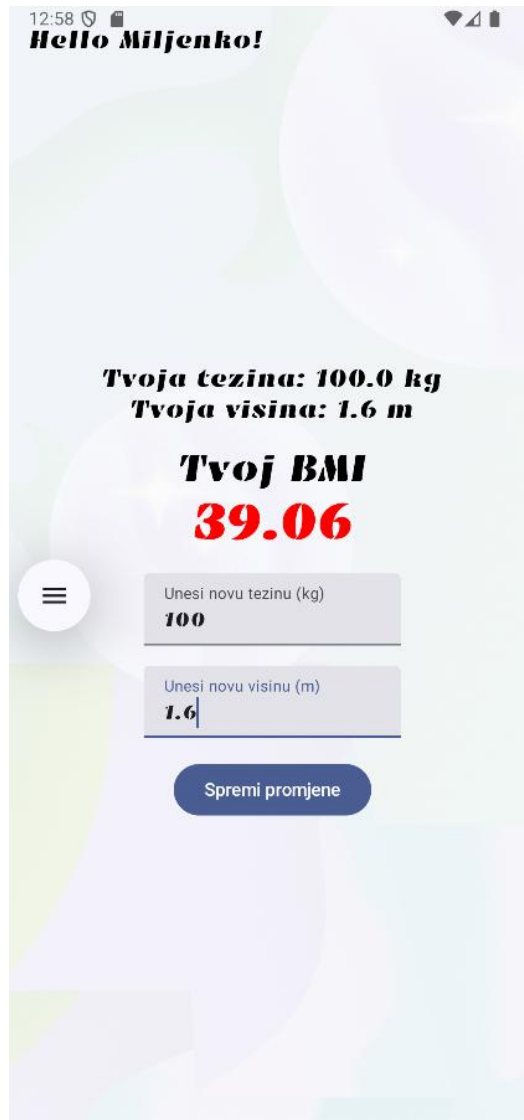 12:58
Hello Miljenko!
Tvoja tezina: 100.0 kg
Tvoja visina: 1.6 m
Tvoj BMI
39.06
Unesi novu tezinu (kg)
100
Unesi novu visinu (m)
1.6
Spremi promjene